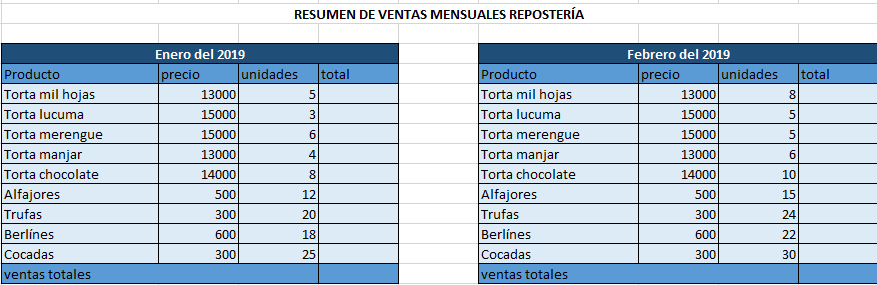 RESUMEN DE VENTAS MENSUALES REPOSTERÍA
Enero del 2019
Producto precio unidades total
Torta mil hojas 13000 5
Torta lucuma 15000 3
Torta merengue 15000 6
Torta manjar 13000 4
Torta chocolate 14000 8
Alfajores 500 12
Trufas 300 20
Berlínes 600 18
Cocadas 300 25
ventas totales
Febrero del 2019
Producto precio unidades total
Torta mil hojas 13000 8
Torta lucuma 15000 5
Torta merengue 15000 5
Torta manjar 13000 6
Torta chocolate 14000 10
Alfajores 500 15
Trufas 300 24
Berlínes 600 22
Cocadas 300 30
ventas totales